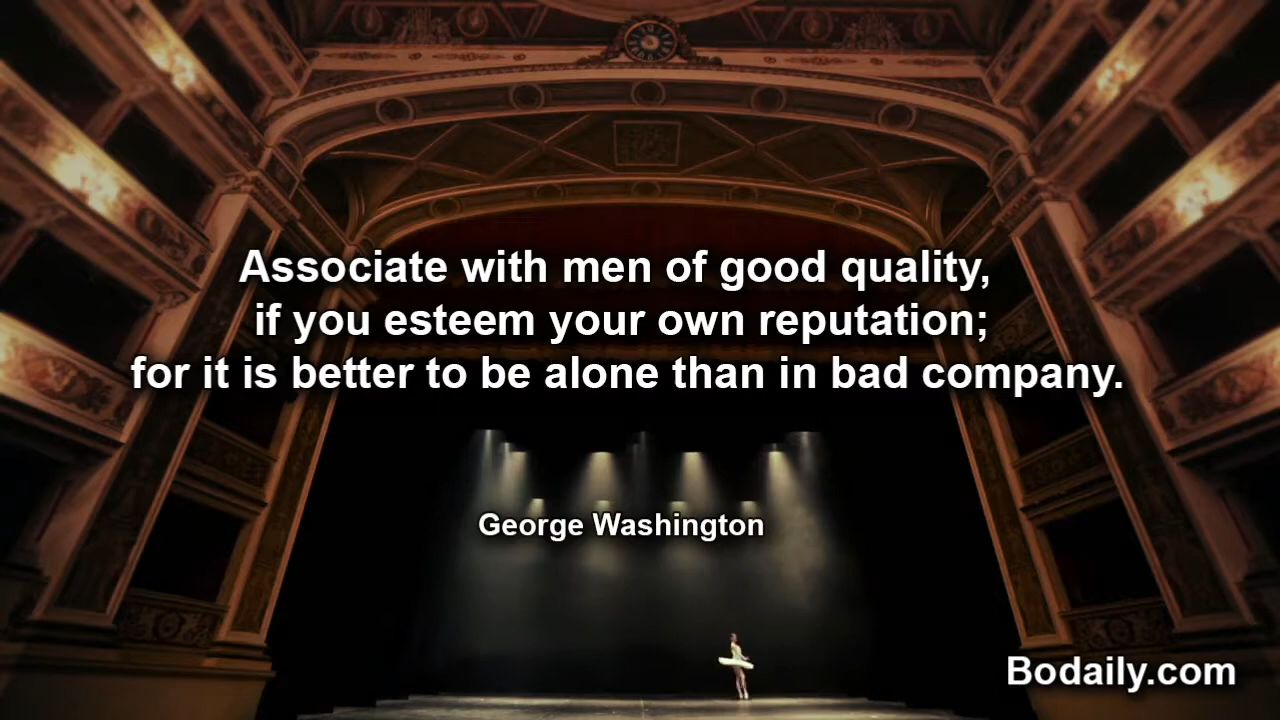 Associate with men of good quality,
if you esteem your own reputation;
for it is better to be alone than in bad company.
George Washington
Bodaily.com